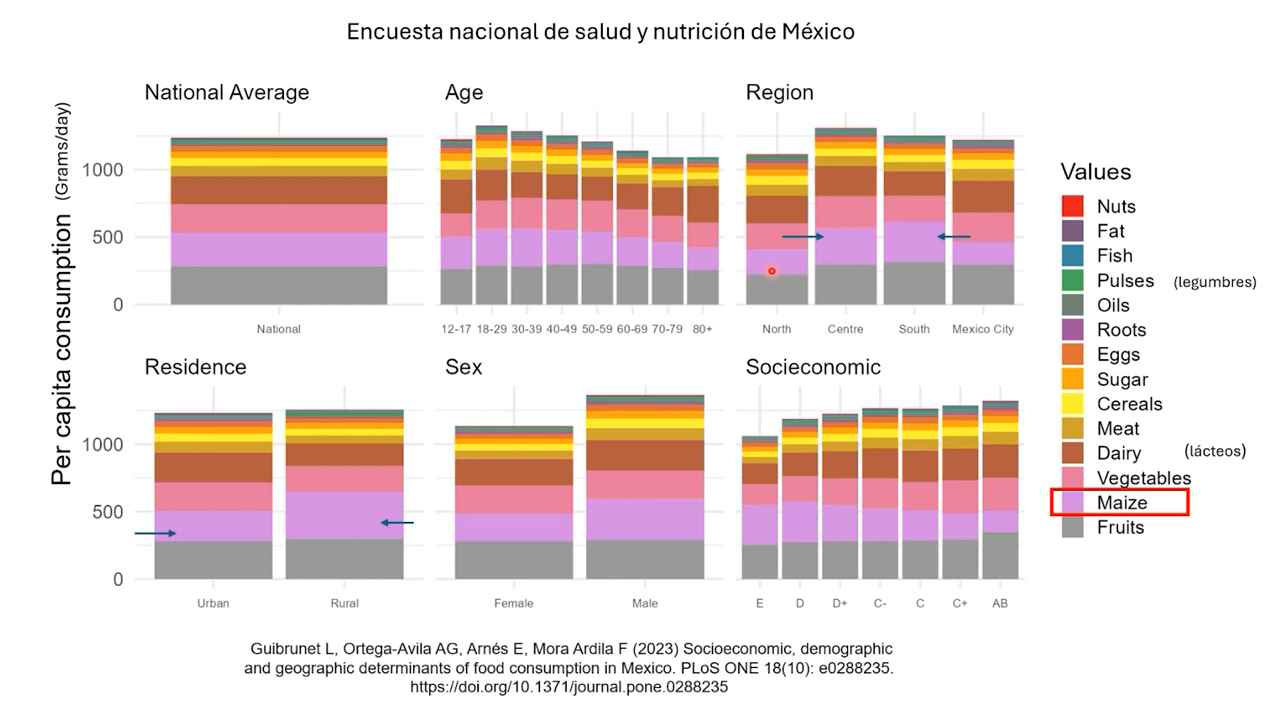 Encuesta nacional de salud y nutrición de México
Per capita consumption (Grams/day)
National Average
1000
500
0
National
Age
12-17 18-29 30-39 40-49 50-59 60-69 70-79 80+
Region
North Centre South Mexico City
Residence
1000
500
0
Urban Rural
Sex
Female Male
Socieconomic
E D D+ C- C C+ AB
Values
Nuts
Fat
Fish
Pulses (legumbres)
Oils
Roots
Eggs
Sugar
Cereals
Meat
Dairy (lácteos)
Vegetables
Maize
Fruits
Guibrunet L, Ortega-Avila AG, Arnés E, Mora Ardila F (2023) Socioeconomic, demographic
and geographic determinants of food consumption in Mexico. PLoS ONE 18(10): e0288235.
https://doi.org/10.1371/journal.pone.0288235